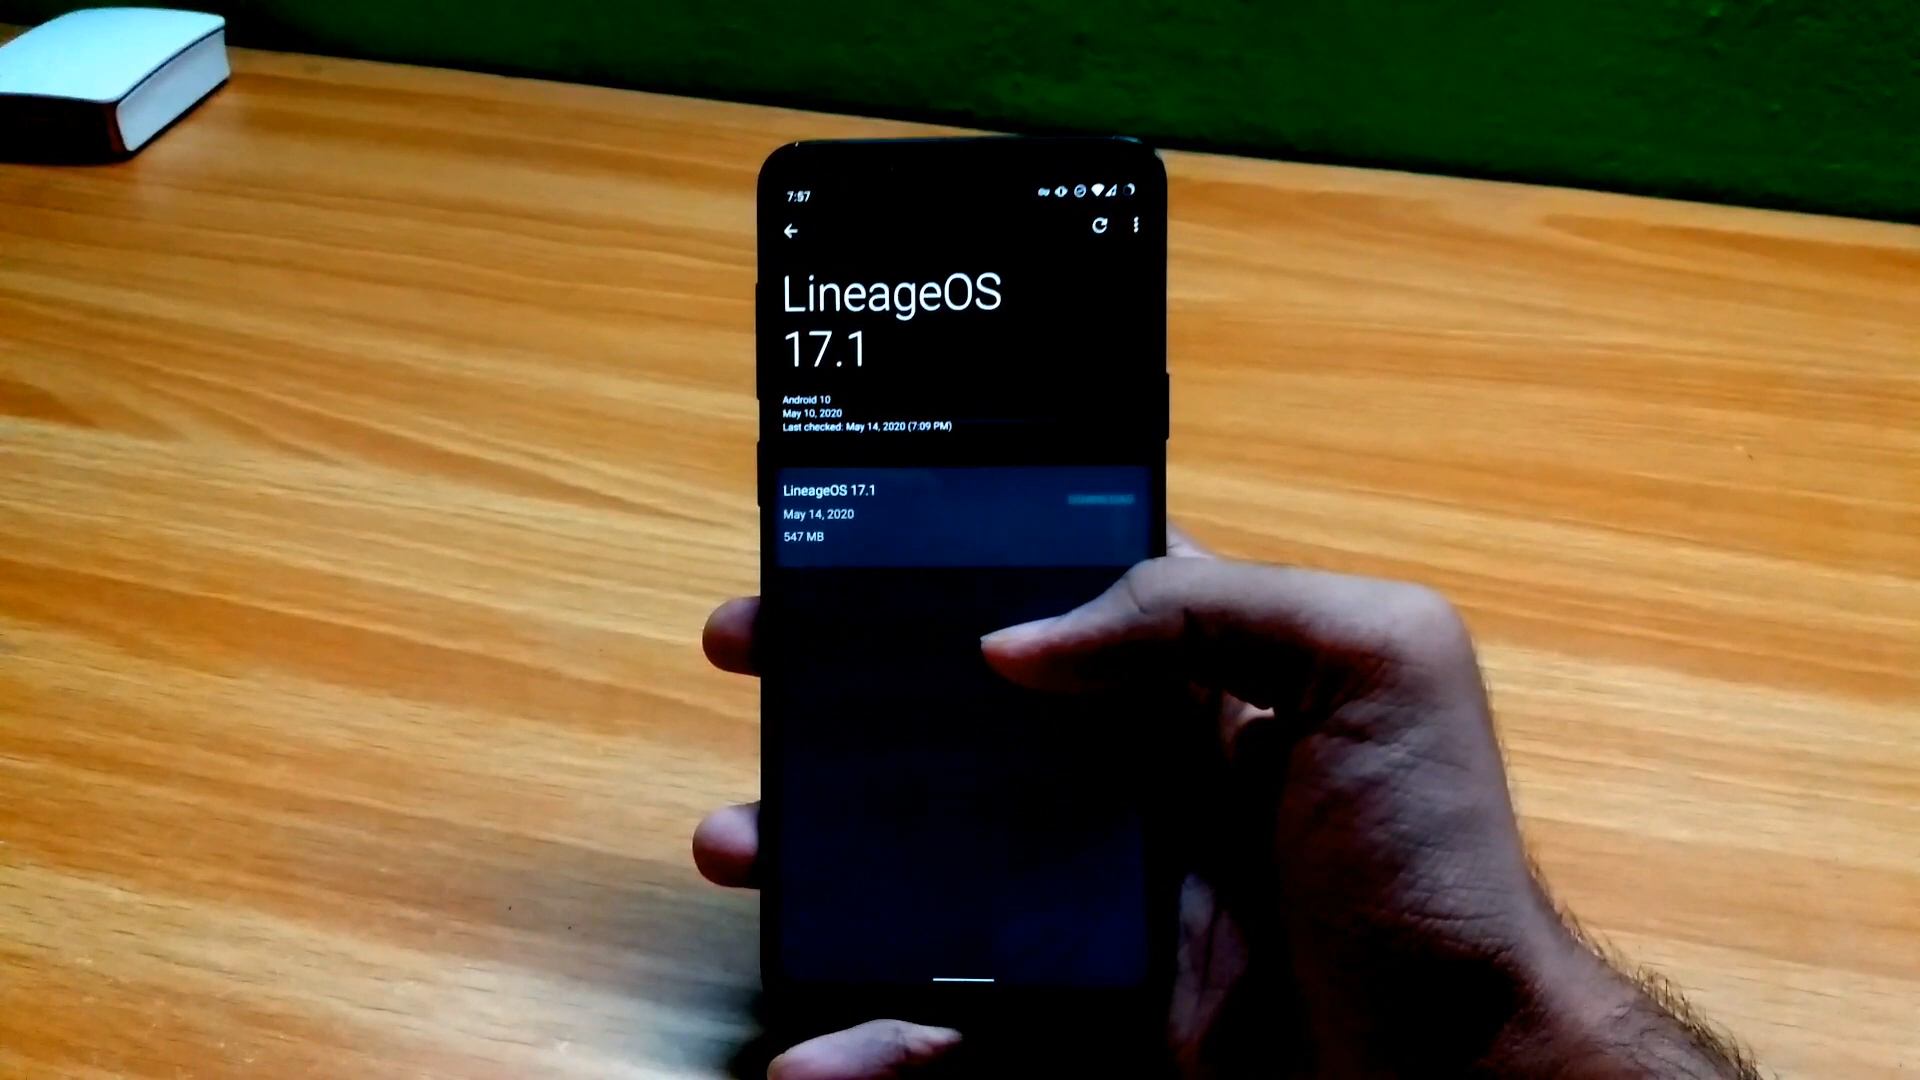 7:57
LineageOS
17.1
Android 10
May 10, 2020
Last checked: May 14, 2020 (7:09 PM)
LineageOS 17.1
DOWNLOAD
May 14, 2020
547 MB